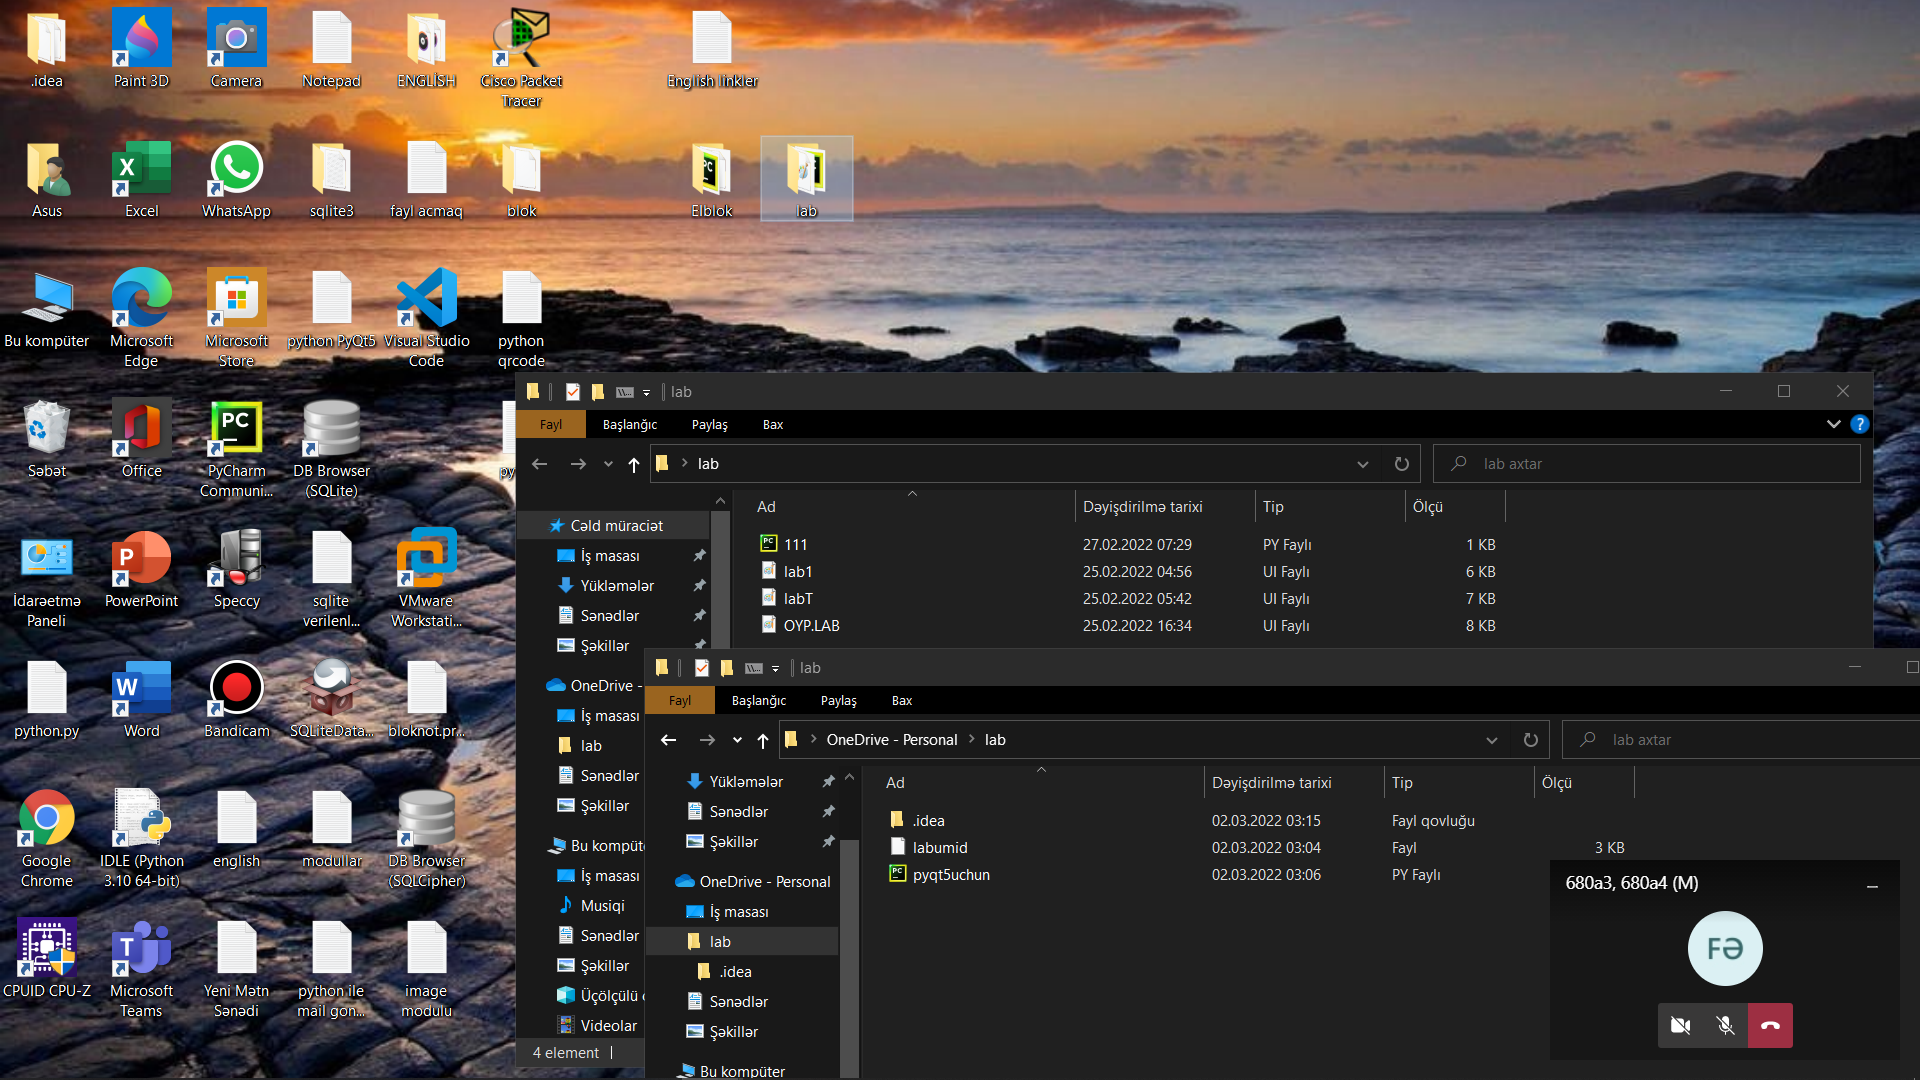 .idea
Paint 3D
Camera
Notepad
ENGLISH
Cisco Packet
Tracer
English linkler
Asus
Excel
WhatsApp
sqlite3
fayl acmaq
blok
Elblok
lab
Bu kompüter
Microsoft
Edge
Microsoft
Store
python PyQt5
Visual Studio
Code
python
qrcode
Səbət
Office
PyCharm
Communi...
DB Browser
(SQLite)
py
İdarəetmə
Paneli
PowerPoint
Speccy
sqlite
verilenl...
VMware
Workstati...
python.py
Word
Bandicam
SQLiteData...
bloknot.pr...
Google
Chrome
IDLE (Python
3.10 64-bit)
english
modullar
DB Browser
(SQLCipher)
CPUID CPU-Z
Microsoft
Teams
Yeni Mətn
Sənədi
python ile
mail gon...
image
modulu
lab
Fayl Başlanğıc Paylaş Bax
lab
lab axtar
Ad Dəyişdirilmə tarixi Tip Ölçü
111 27.02.2022 07:29 PY Faylı 1 KB
lab1 25.02.2022 04:56 UI Faylı 6 KB
labT 25.02.2022 05:42 UI Faylı 7 KB
OYP.LAB 25.02.2022 16:34 UI Faylı 8 KB
Cəld müraciət
İş masası
Yükləmələr
Sənədlər
Şəkillər
OneDrive -
İş masası
lab
Sənədlər
Şəkillər
Bu kompüt
İş masası
Musiqi
Sənədlər
Şəkillər
Üçölçülü
Videolar
4 element
lab
Fayl Başlanğıc Paylaş Bax
OneDrive - Personal > lab
lab axtar
Ad Dəyişdirilmə tarixi Tip Ölçü
.idea 02.03.2022 03:15 Fayl qovluğu
labumid 02.03.2022 03:04 Fayl 3 KB
pyqt5uchun 02.03.2022 03:06 PY Faylı
Yükləmələr
Sənədlər
Şəkillər
OneDrive - Personal
İş masası
lab
.idea
Sənədlər
Şəkillər
Bu kompüter
680a3, 680a4 (M)
FƏ